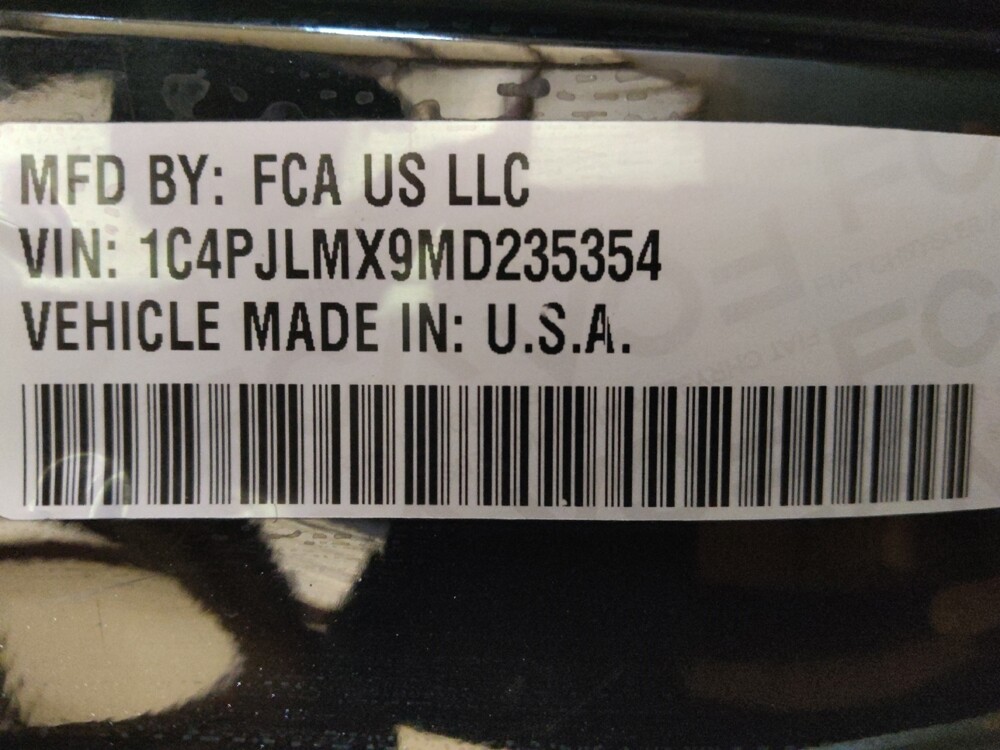 MFD BY: FCA US LLC
VIN: 1C4PJLMX9MD235354
VEHICLE MADE IN: U.S.A.